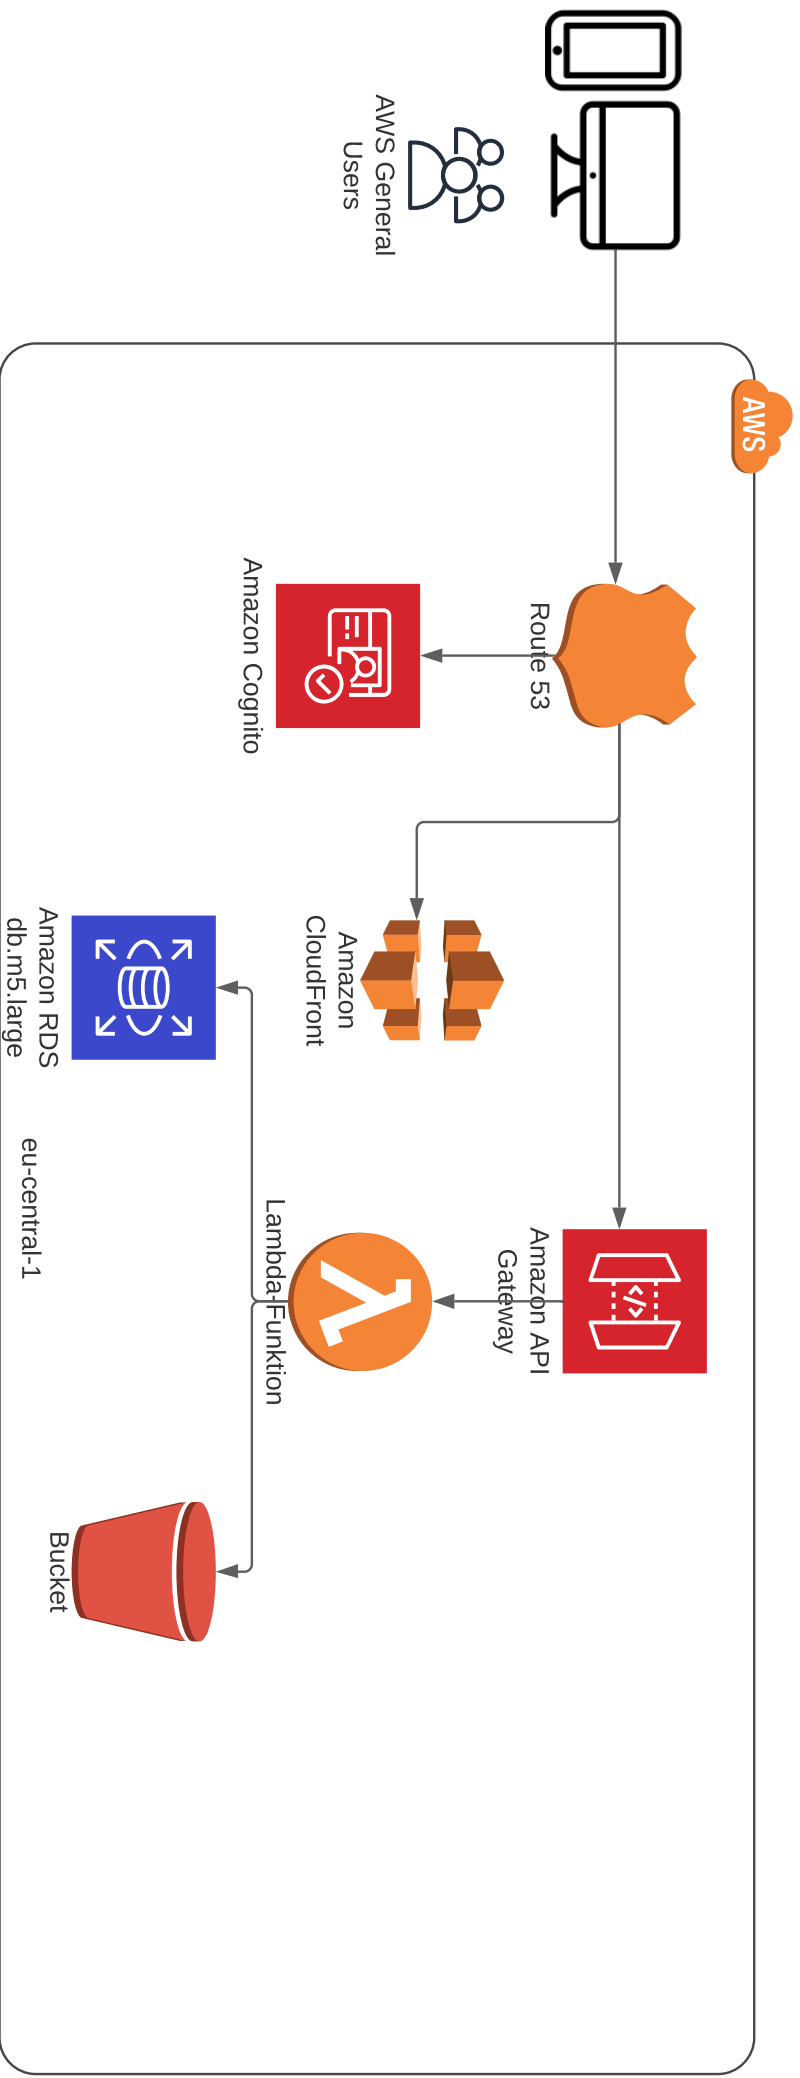 AWS General
Users
AWS
Route 53
Amazon Cognito
Amazon
CloudFront
Amazon API
Gateway
Lambda-Funktion
Amazon RDS
db.m5.large
eu-central-1
Bucket